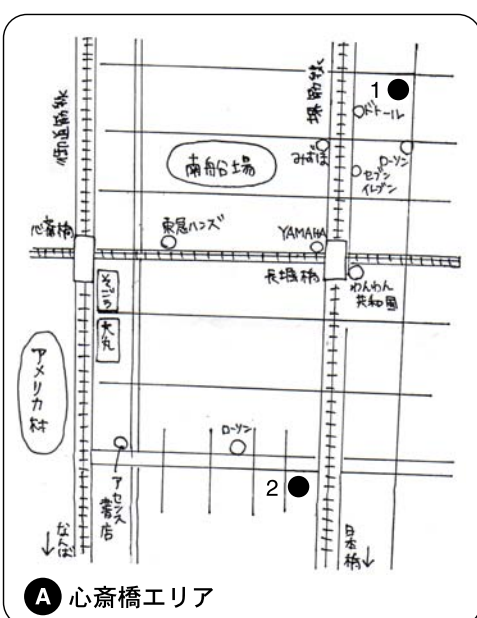 御道筋線
堺筋線
1
ドトール
みずほ
ローソン
セブン
イレブン
南船場
心斎橋
東急ハンズ
YAMAHA
長堀橋
わんわん
共和国
そごう
大丸
アメリカ村
ローソン
2
アセンス
書店
↓なんば
日本橋↓
A 心斎橋エリア